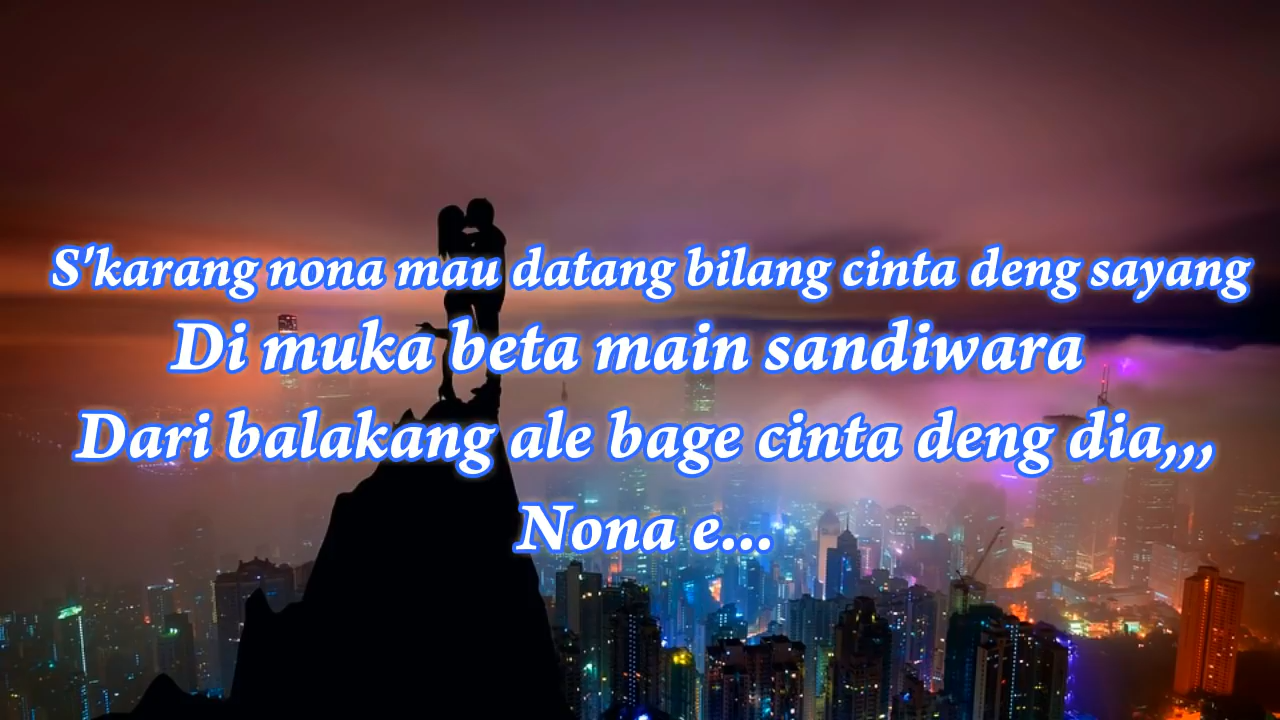 S'karang nona mau datang bilang cinta deng sayang
Di muka beta main sandiwara
Dari balakang ale bage cinta deng dia,,,
Nona e...